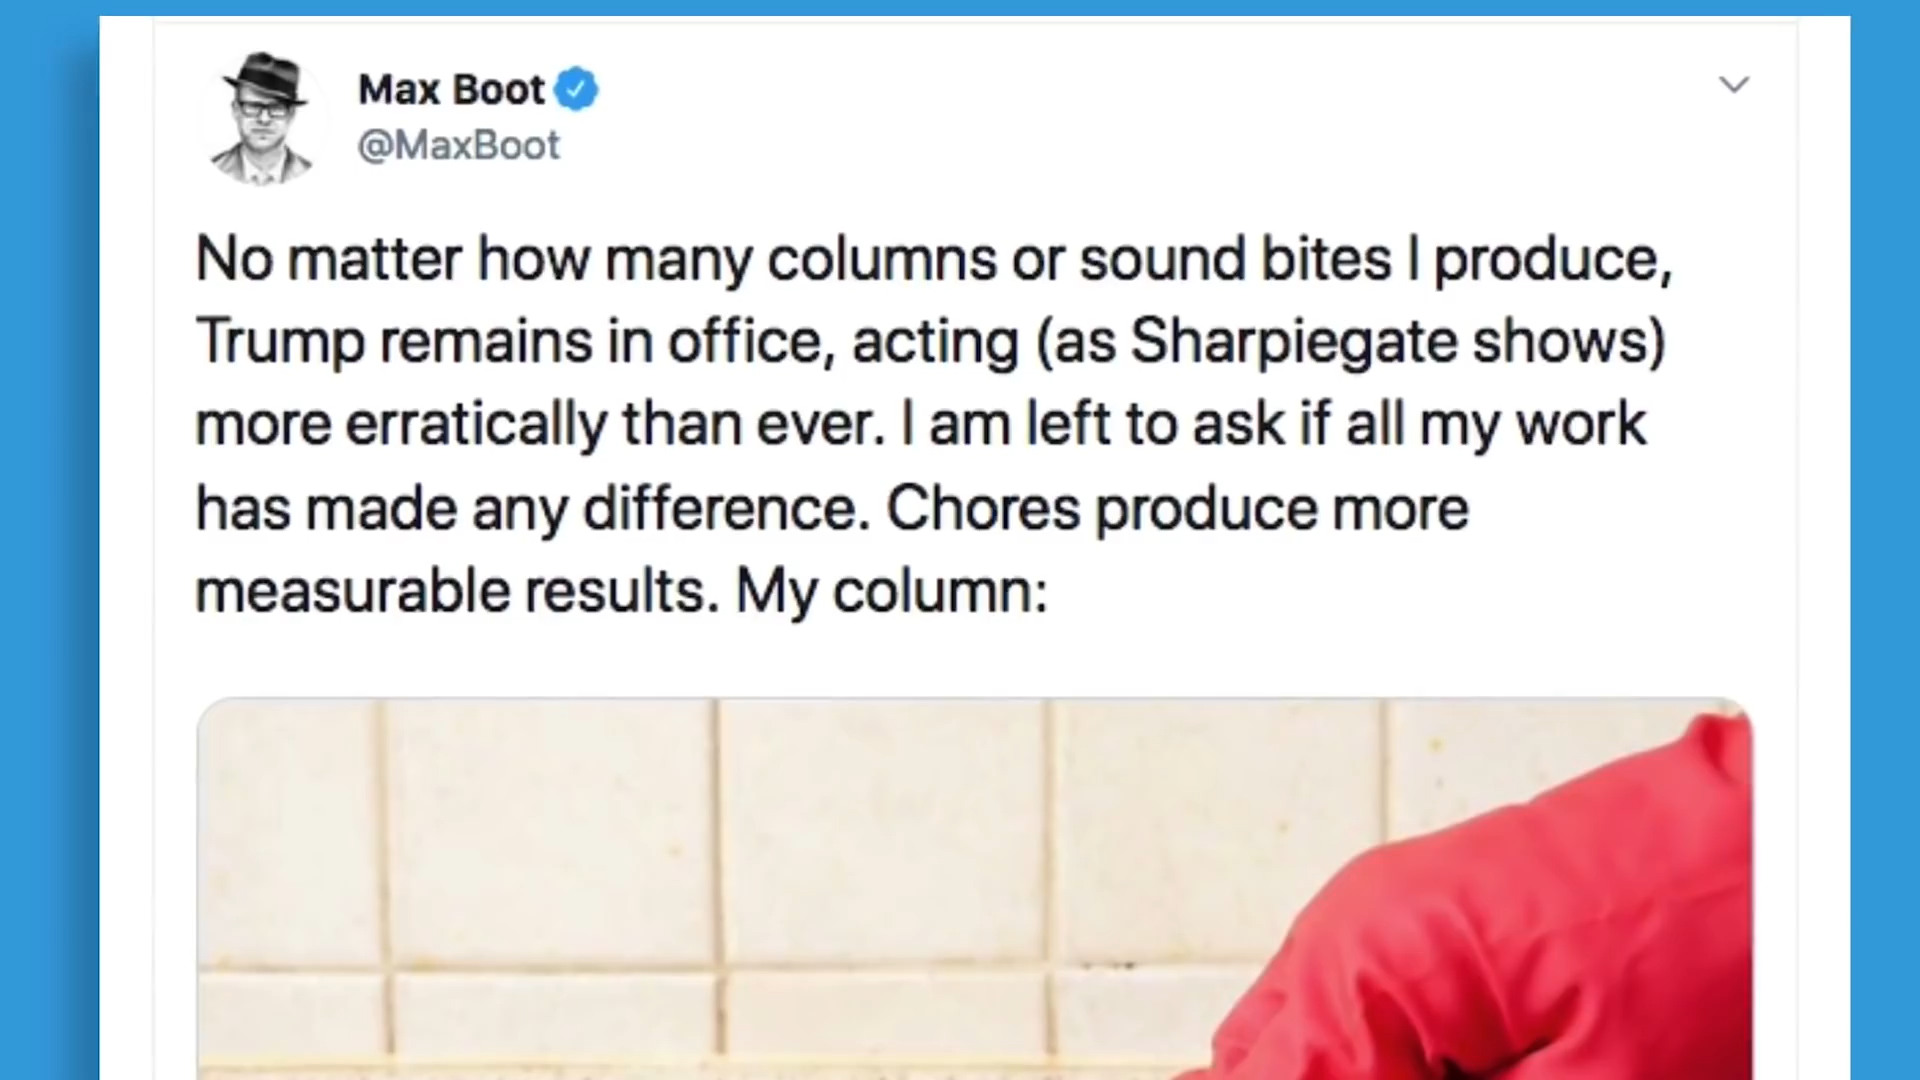 Max Boot
@MaxBoot
No matter how many columns or sound bites I produce,
Trump remains in office, acting (as Sharpiegate shows)
more erratically than ever. I am left to ask if all my work
has made any difference. Chores produce more
measurable results. My column: